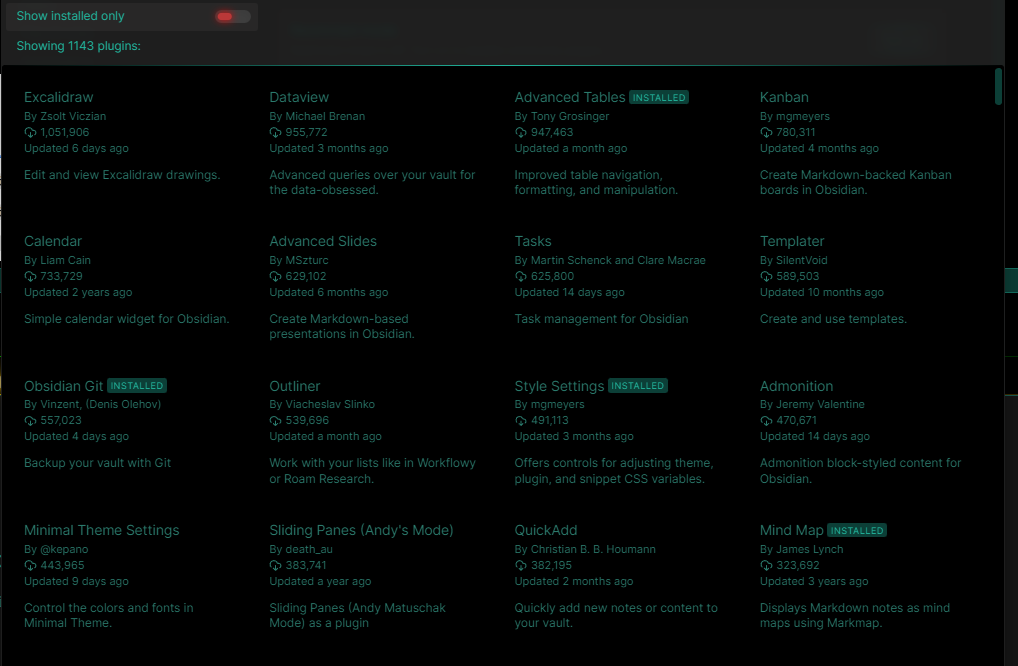 Show installed only
Showing 1143 plugins:
Excalidraw
By Zsolt Viczian
1,051,906
Updated 6 days ago
Edit and view Excalidraw drawings.
Dataview
By Michael Brenan
955,772
Updated 3 months ago
Advanced queries over your vault for
the data-obsessed.
Advanced Tables INSTALLED
By Tony Grosinger
947,463
Updated a month ago
Improved table navigation,
formatting, and manipulation.
Kanban
By mgmeyers
780,311
Updated 4 months ago
Create Markdown-backed Kanban
boards in Obsidian.
Calendar
By Liam Cain
733,729
Updated 2 years ago
Simple calendar widget for Obsidian.
Advanced Slides
By MSzturc
629,102
Updated 6 months ago
Create Markdown-based
presentations in Obsidian.
Tasks
By Martin Schenck and Clare Macrae
625,800
Updated 14 days ago
Task management for Obsidian
Templater
By SilentVoid
589,503
Updated 10 months ago
Create and use templates.
Obsidian Git INSTALLED
By Vinzent, (Denis Olehov)
557,023
Updated 4 days ago
Backup your vault with Git
Outliner
By Viacheslav Slinko
539,696
Updated a month ago
Work with your lists like in Workflowy
or Roam Research.
Style Settings INSTALLED
By mgmeyers
491,113
Updated 3 months ago
Offers controls for adjusting theme,
plugin, and snippet CSS variables.
Admonition
By Jeremy Valentine
470,671
Updated 14 days ago
Admonition block-styled content for
Obsidian.
Minimal Theme Settings
By @kepano
443,965
Updated 9 days ago
Control the colors and fonts in
Minimal Theme.
Sliding Panes (Andy's Mode)
By death_au
383,741
Updated a year ago
Sliding Panes (Andy Matuschak
Mode) as a plugin
QuickAdd
By Christian B. B. Houmann
382,195
Updated 2 months ago
Quickly add new notes or content to
your vault.
Mind Map INSTALLED
By James Lynch
323,692
Updated 3 years ago
Displays Markdown notes as mind
maps using Markmap.